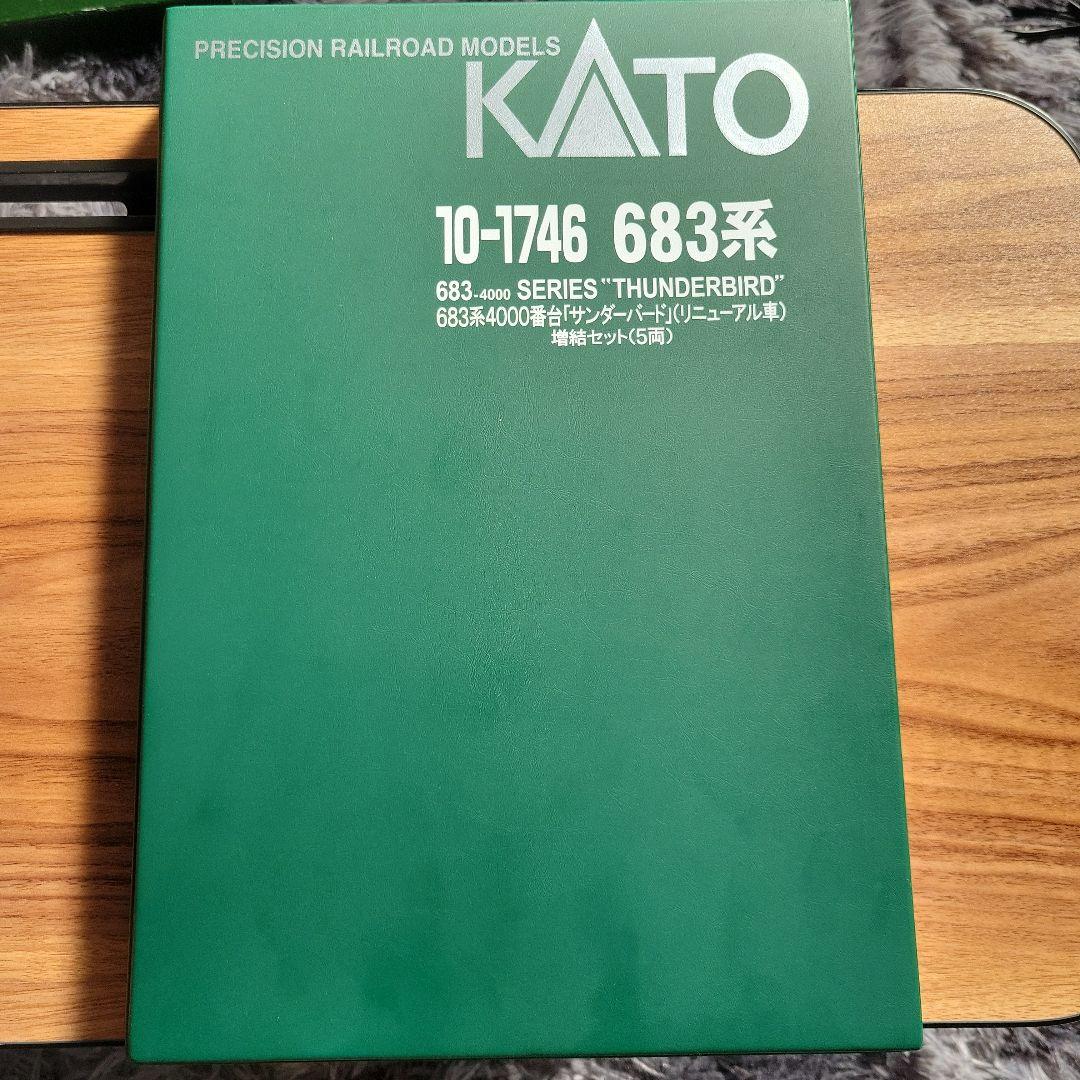 PRECISION RAILROAD MODELS
KATO
10-1746 683系
683-4000 SERIES "THUNDERBIRD"
683系4000番台「サンダーバード」(リニューアル車)
増結セット(5両)